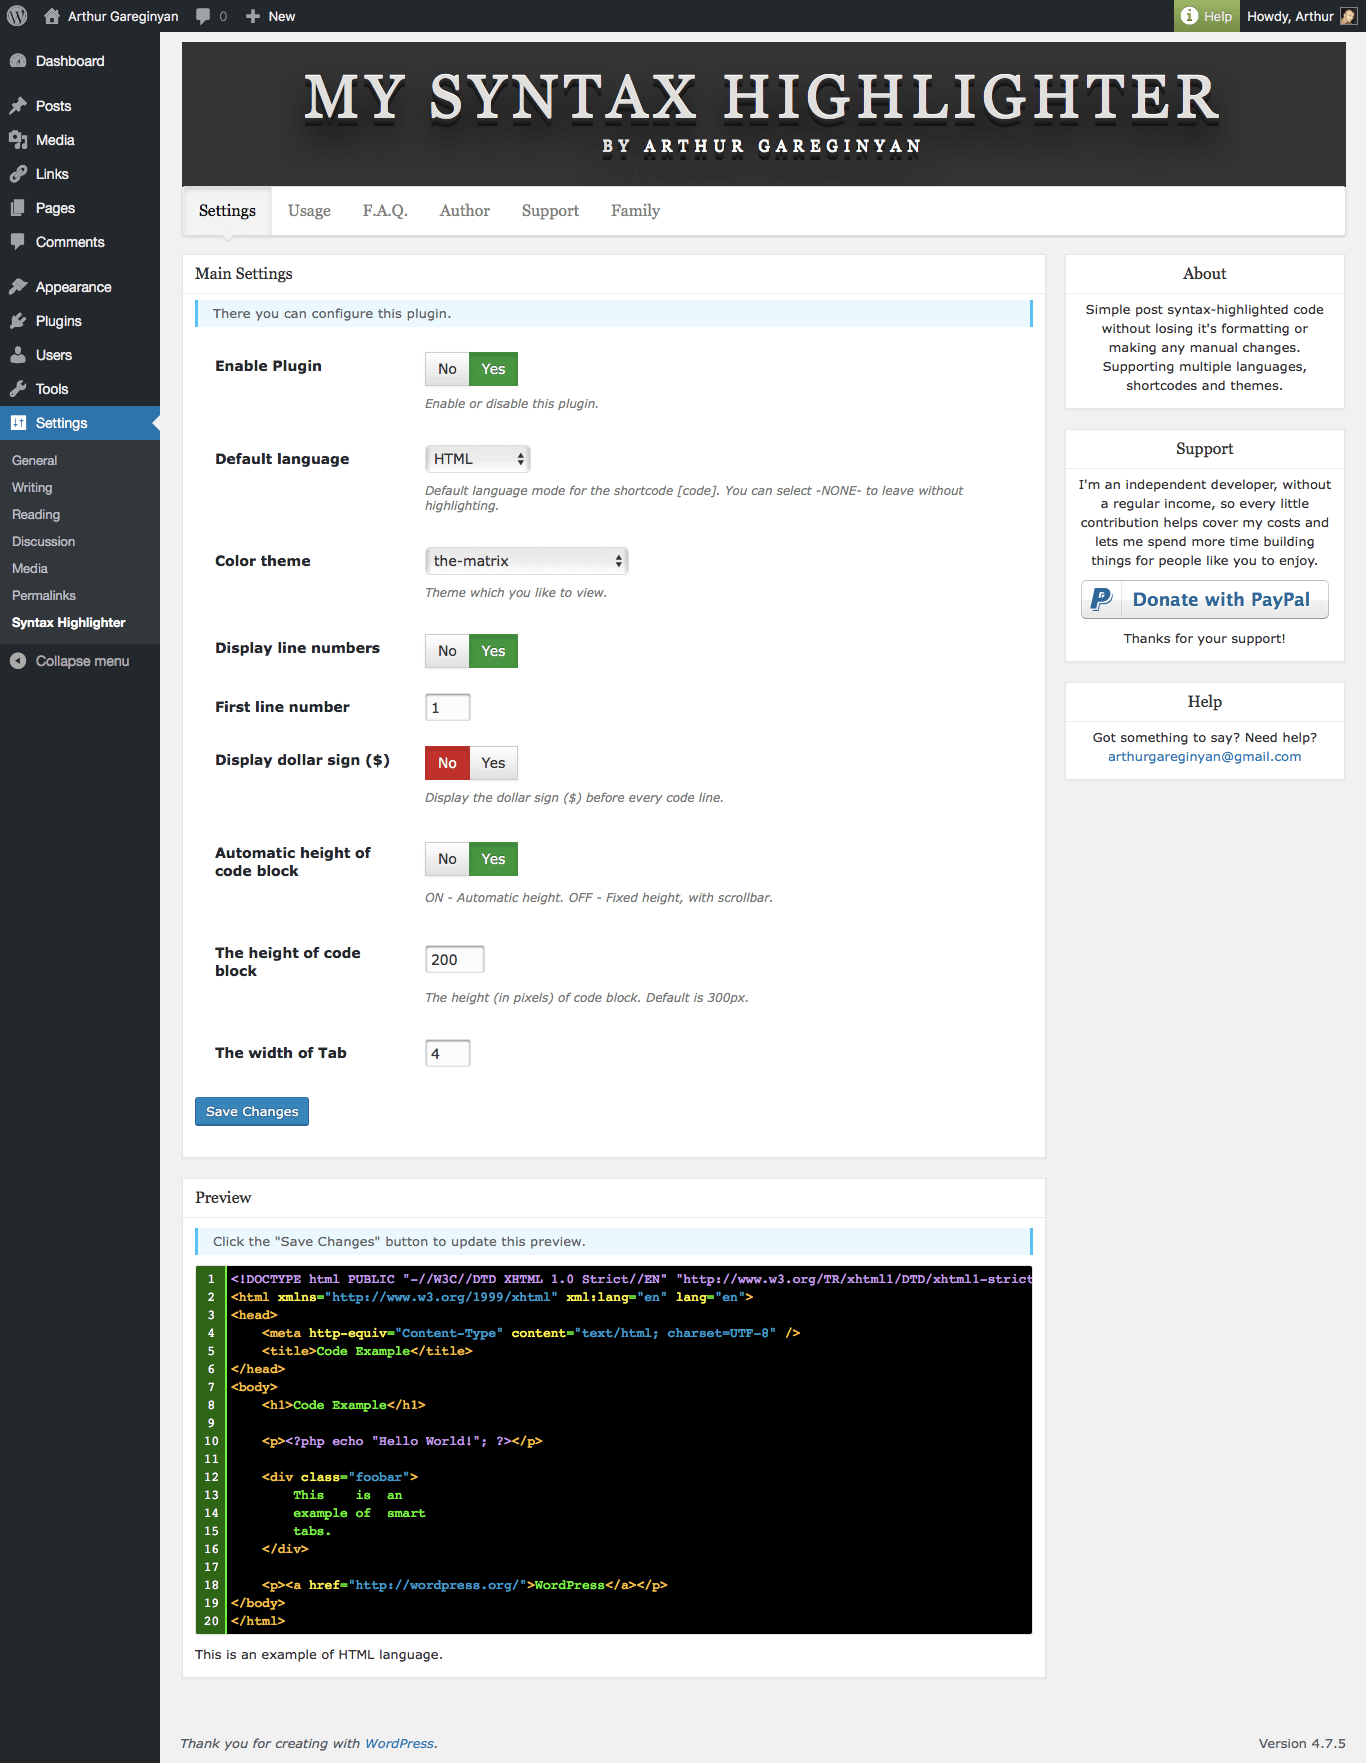 Arthur Gareginyan 0 New Help Howdy, Arthur
Dashboard
Posts
Media
Links
Pages
Comments
Appearance
Plugins
Users
Tools
Settings
General
Writing
Reading
Discussion
Media
Permalinks
Syntax Highlighter
Collapse menu
MY SYNTAX HIGHLIGHTER
BY ARTHUR GAREGINYAN
Settings Usage F.A.Q. Author Support Family
Main Settings
There you can configure this plugin.
Enable Plugin No Yes
Enable or disable this plugin.
Default language HTML
Default language mode for the shortcode [code]. You can select -NONE- to leave without
highlighting.
Color theme the-matrix
Theme which you like to view.
Display line numbers No Yes
First line number 1
Display dollar sign ($) No Yes
Display the dollar sign ($) before every code line.
Automatic height of
code block No Yes
ON - Automatic height. OFF - Fixed height, with scrollbar.
The height of code
block 200
The height (in pixels) of code block. Default is 300px.
The width of Tab 4
Save Changes
About
Simple post syntax-highlighted code
without losing it's formatting or
making any manual changes.
Supporting multiple languages,
shortcodes and themes.
Support
I'm an independent developer, without
a regular income, so every little
contribution helps cover my costs and
lets me spend more time building
things for people like you to enjoy.
Donate with PayPal
Thanks for your support!
Help
Got something to say? Need help?
arthurgareginyan@gmail.com
Preview
Click the "Save Changes" button to update this preview.
1 <!DOCTYPE html PUBLIC "-//W3C//DTD XHTML 1.0 Strict//EN" "http://www.w3.org/TR/xhtml1/DTD/xhtml1-strict
2 <html xmlns="http://www.w3.org/1999/xhtml" xml:lang="en" lang="en">
3 <head>
4     <meta http-equiv="Content-Type" content="text/html; charset=UTF-8" />
5     <title>Code Example</title>
6 </head>
7 <body>
8     <h1>Code Example</h1>
9
10     <p><?php echo "Hello World!"; ?></p>
11
12     <div class="foobar">
13         This    is  an
14         example of  smart
15         tabs.
16     </div>
17
18     <p><a href="http://wordpress.org/">WordPress</a></p>
19 </body>
20 </html>
This is an example of HTML language.
Thank you for creating with WordPress. Version 4.7.5